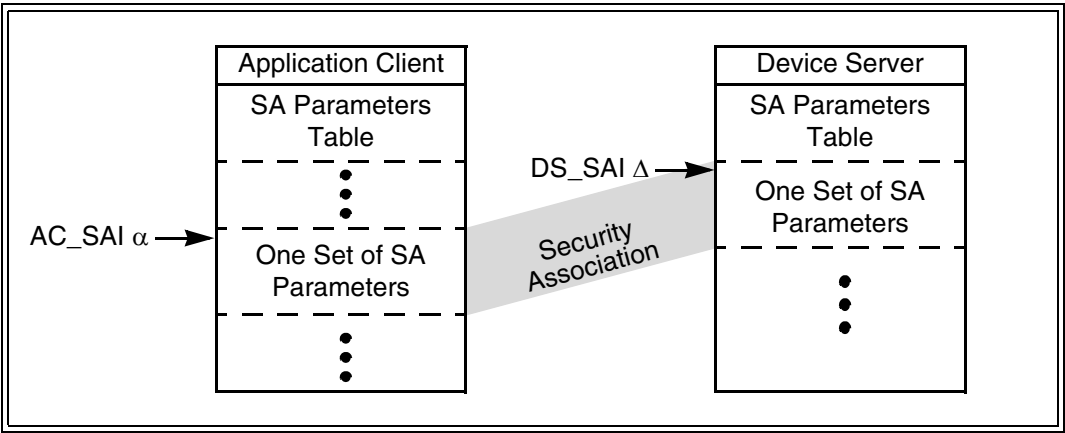 Application Client
SA Parameters
Table
AC_SAI α
One Set of SA
Parameters
Security
Association
Device Server
SA Parameters
Table
DS_SAI Δ
One Set of SA
Parameters